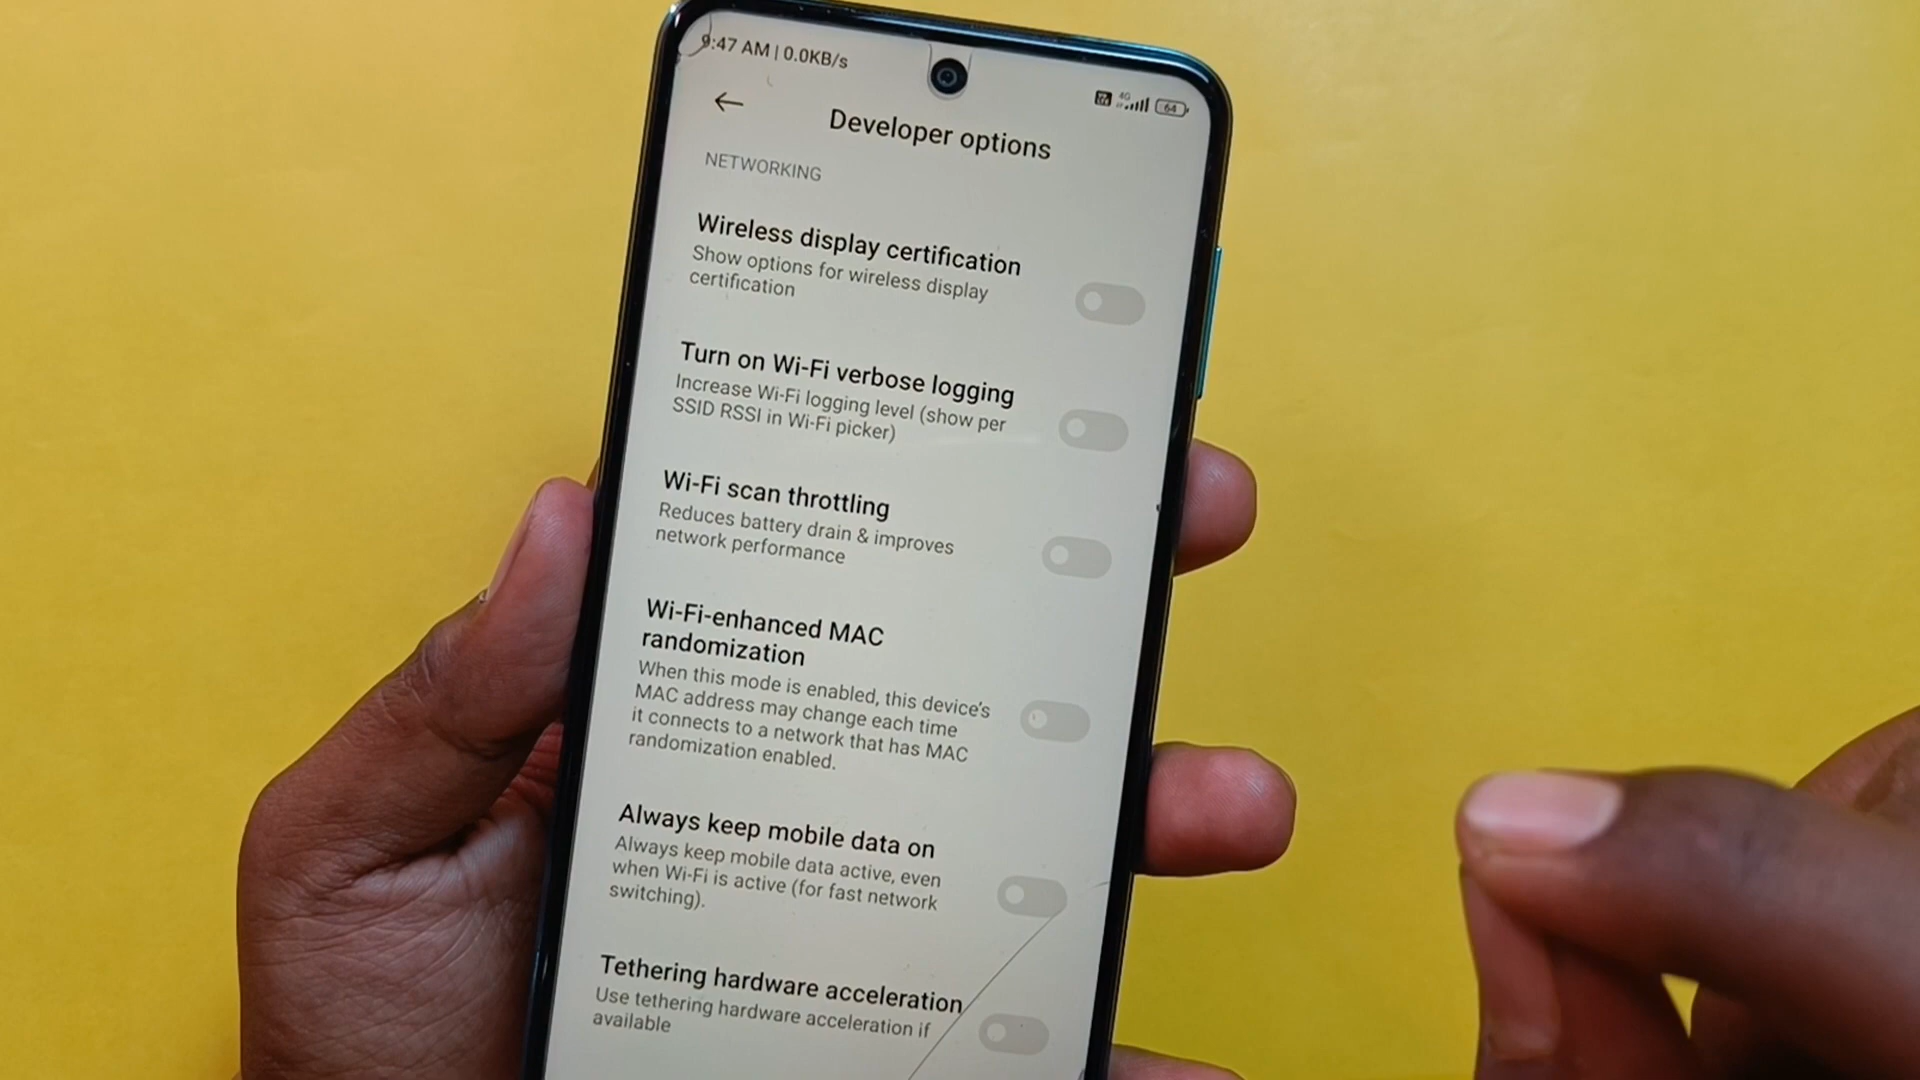 9:47 AM | 0.0KB/s
4G
64
Developer options
NETWORKING
Wireless display certification
Show options for wireless display
certification
Turn on Wi-Fi verbose logging
Increase Wi-Fi logging level (show per
SSID RSSI in Wi-Fi picker)
Wi-Fi scan throttling
Reduces battery drain & improves
network performance
Wi-Fi-enhanced MAC
randomization
When this mode is enabled, this device's
MAC address may change each time
it connects to a network that has MAC
randomization enabled.
Always keep mobile data on
Always keep mobile data active, even
when Wi-Fi is active (for fast network
switching).
Tethering hardware acceleration
Use tethering hardware acceleration if
available